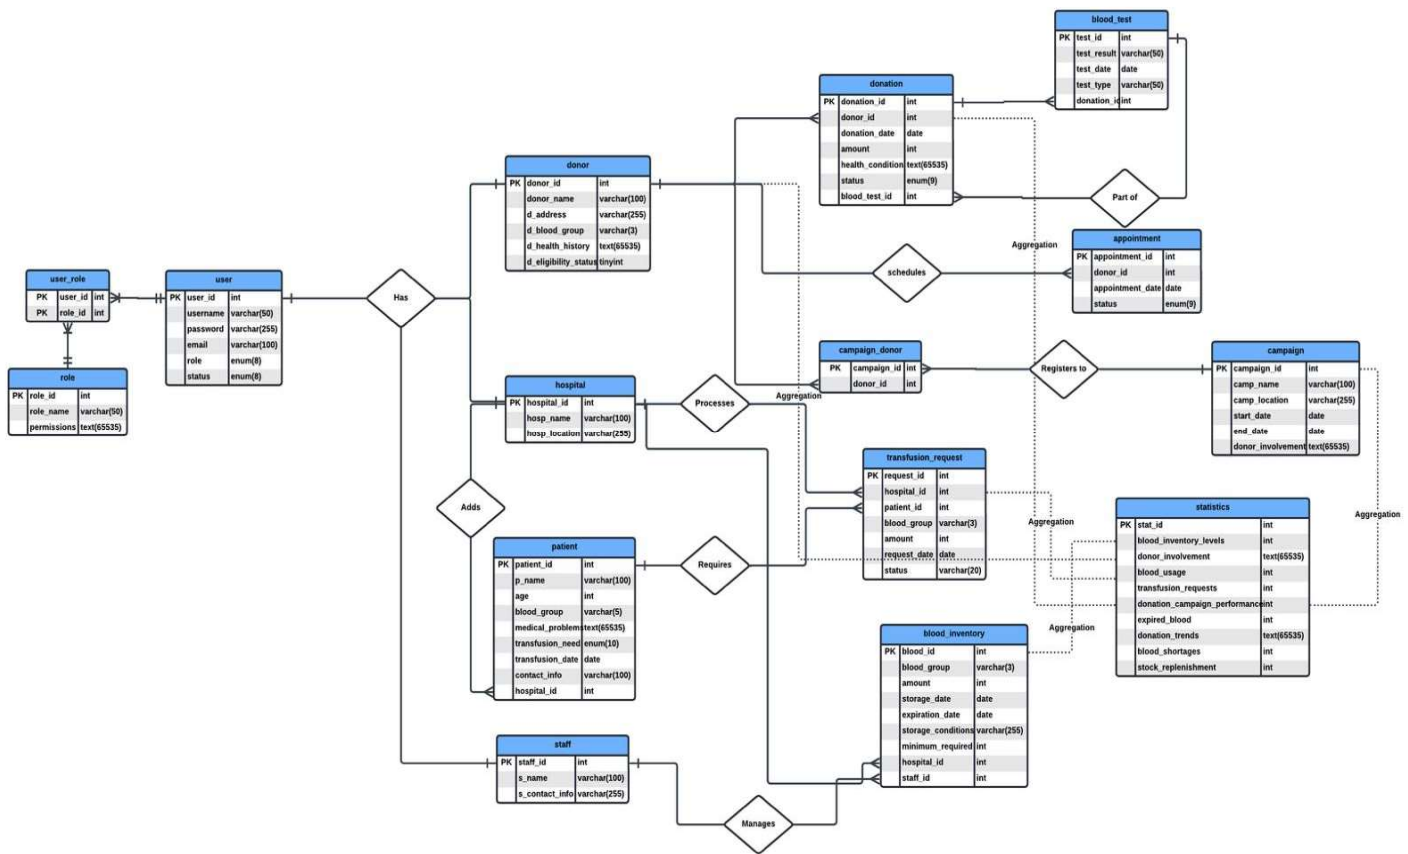 blood_test
PK test_id int
test_result varchar(50)
test_date date
test_type varchar(50)
donation_id int
donation
PK donation_id int
donor_id int
donation_date date
amount int
health_condition text(65535)
status enum(9)
blood_test_id int
Part of
donor
PK donor_id int
donor_name varchar(100)
d_address varchar(255)
d_blood_group varchar(3)
d_health_history text(65535)
d_eligibility_status tinyint
Aggregation
appointment
PK appointment_id int
donor_id int
appointment_date date
status enum(9)
schedules
user_role
PK user_id int
PK role_id int
user
PK user_id int
username varchar(50)
password varchar(255)
email varchar(100)
role enum(8)
status enum(8)
Has
role
PK role_id int
role_name varchar(50)
permissions text(65535)
campaign_donor
PK campaign_id int
donor_id int
Registers to
campaign
PK campaign_id int
camp_name varchar(100)
camp_location varchar(255)
start_date date
end_date date
donor_involvement text(65535)
hospital
PK hospital_id int
hosp_name varchar(100)
hosp_location varchar(255)
Processes
Aggregation
transfusion_request
PK request_id int
hospital_id int
patient_id int
blood_group varchar(3)
amount int
request_date date
status varchar(20)
Adds
Aggregation
statistics
PK stat_id int
blood_inventory_levels int
donor_involvement text(65535)
blood_usage int
transfusion_requests int
donation_campaign_performance int
expired_blood int
donation_trends text(65535)
blood_shortages int
stock_replenishment int
Aggregation
patient
PK patient_id int
p_name varchar(100)
age int
blood_group varchar(5)
medical_problems text(65535)
transfusion_need enum(10)
transfusion_date date
contact_info varchar(100)
hospital_id int
Requires
Aggregation
blood_inventory
PK blood_id int
blood_group varchar(3)
amount int
storage_date date
expiration_date date
storage_conditions varchar(255)
minimum_required int
hospital_id int
staff_id int
staff
PK staff_id int
s_name varchar(100)
s_contact_info varchar(255)
Manages